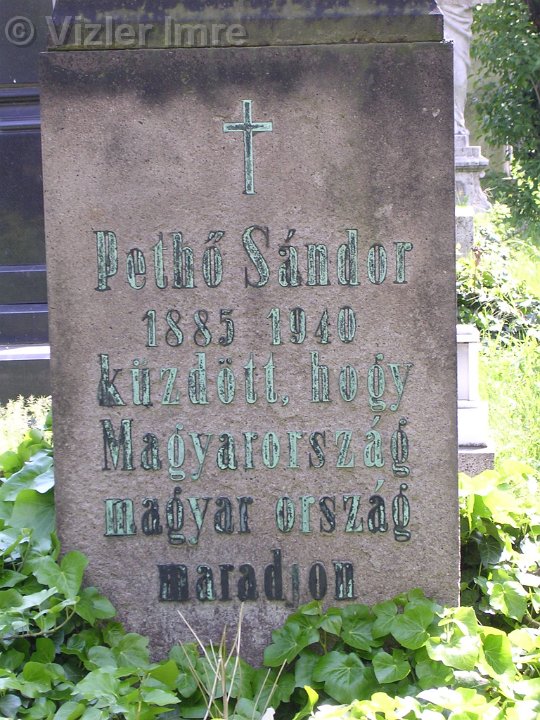 © Vizler Imre
Pethő Sándor
1885 1940
küzdött, hogy
Magyarország
magyar ország
maradjon